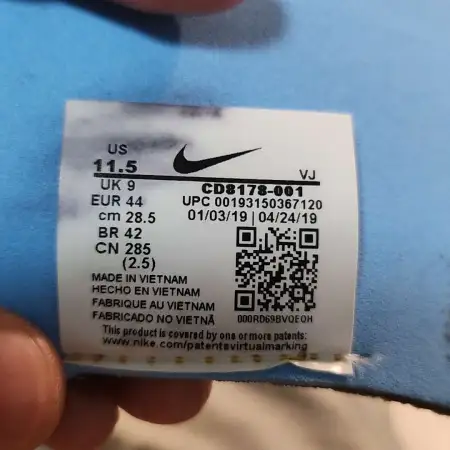 US
11.5
VJ
UK 9
CD8178-001
EUR 44
UPC 00193150367120
cm 28.5
01/03/19 | 04/24/19
BR 42
CN 285
(2.5)
MADE IN VIETNAM
HECHO EN VIETNAM
FABRIQUE AU VIETNAM
FABRICADO NO VIETNÃ
000RD69BVQEOH
This product is covered by one or more patents:
www.nike.com/patentsvirtualmarking